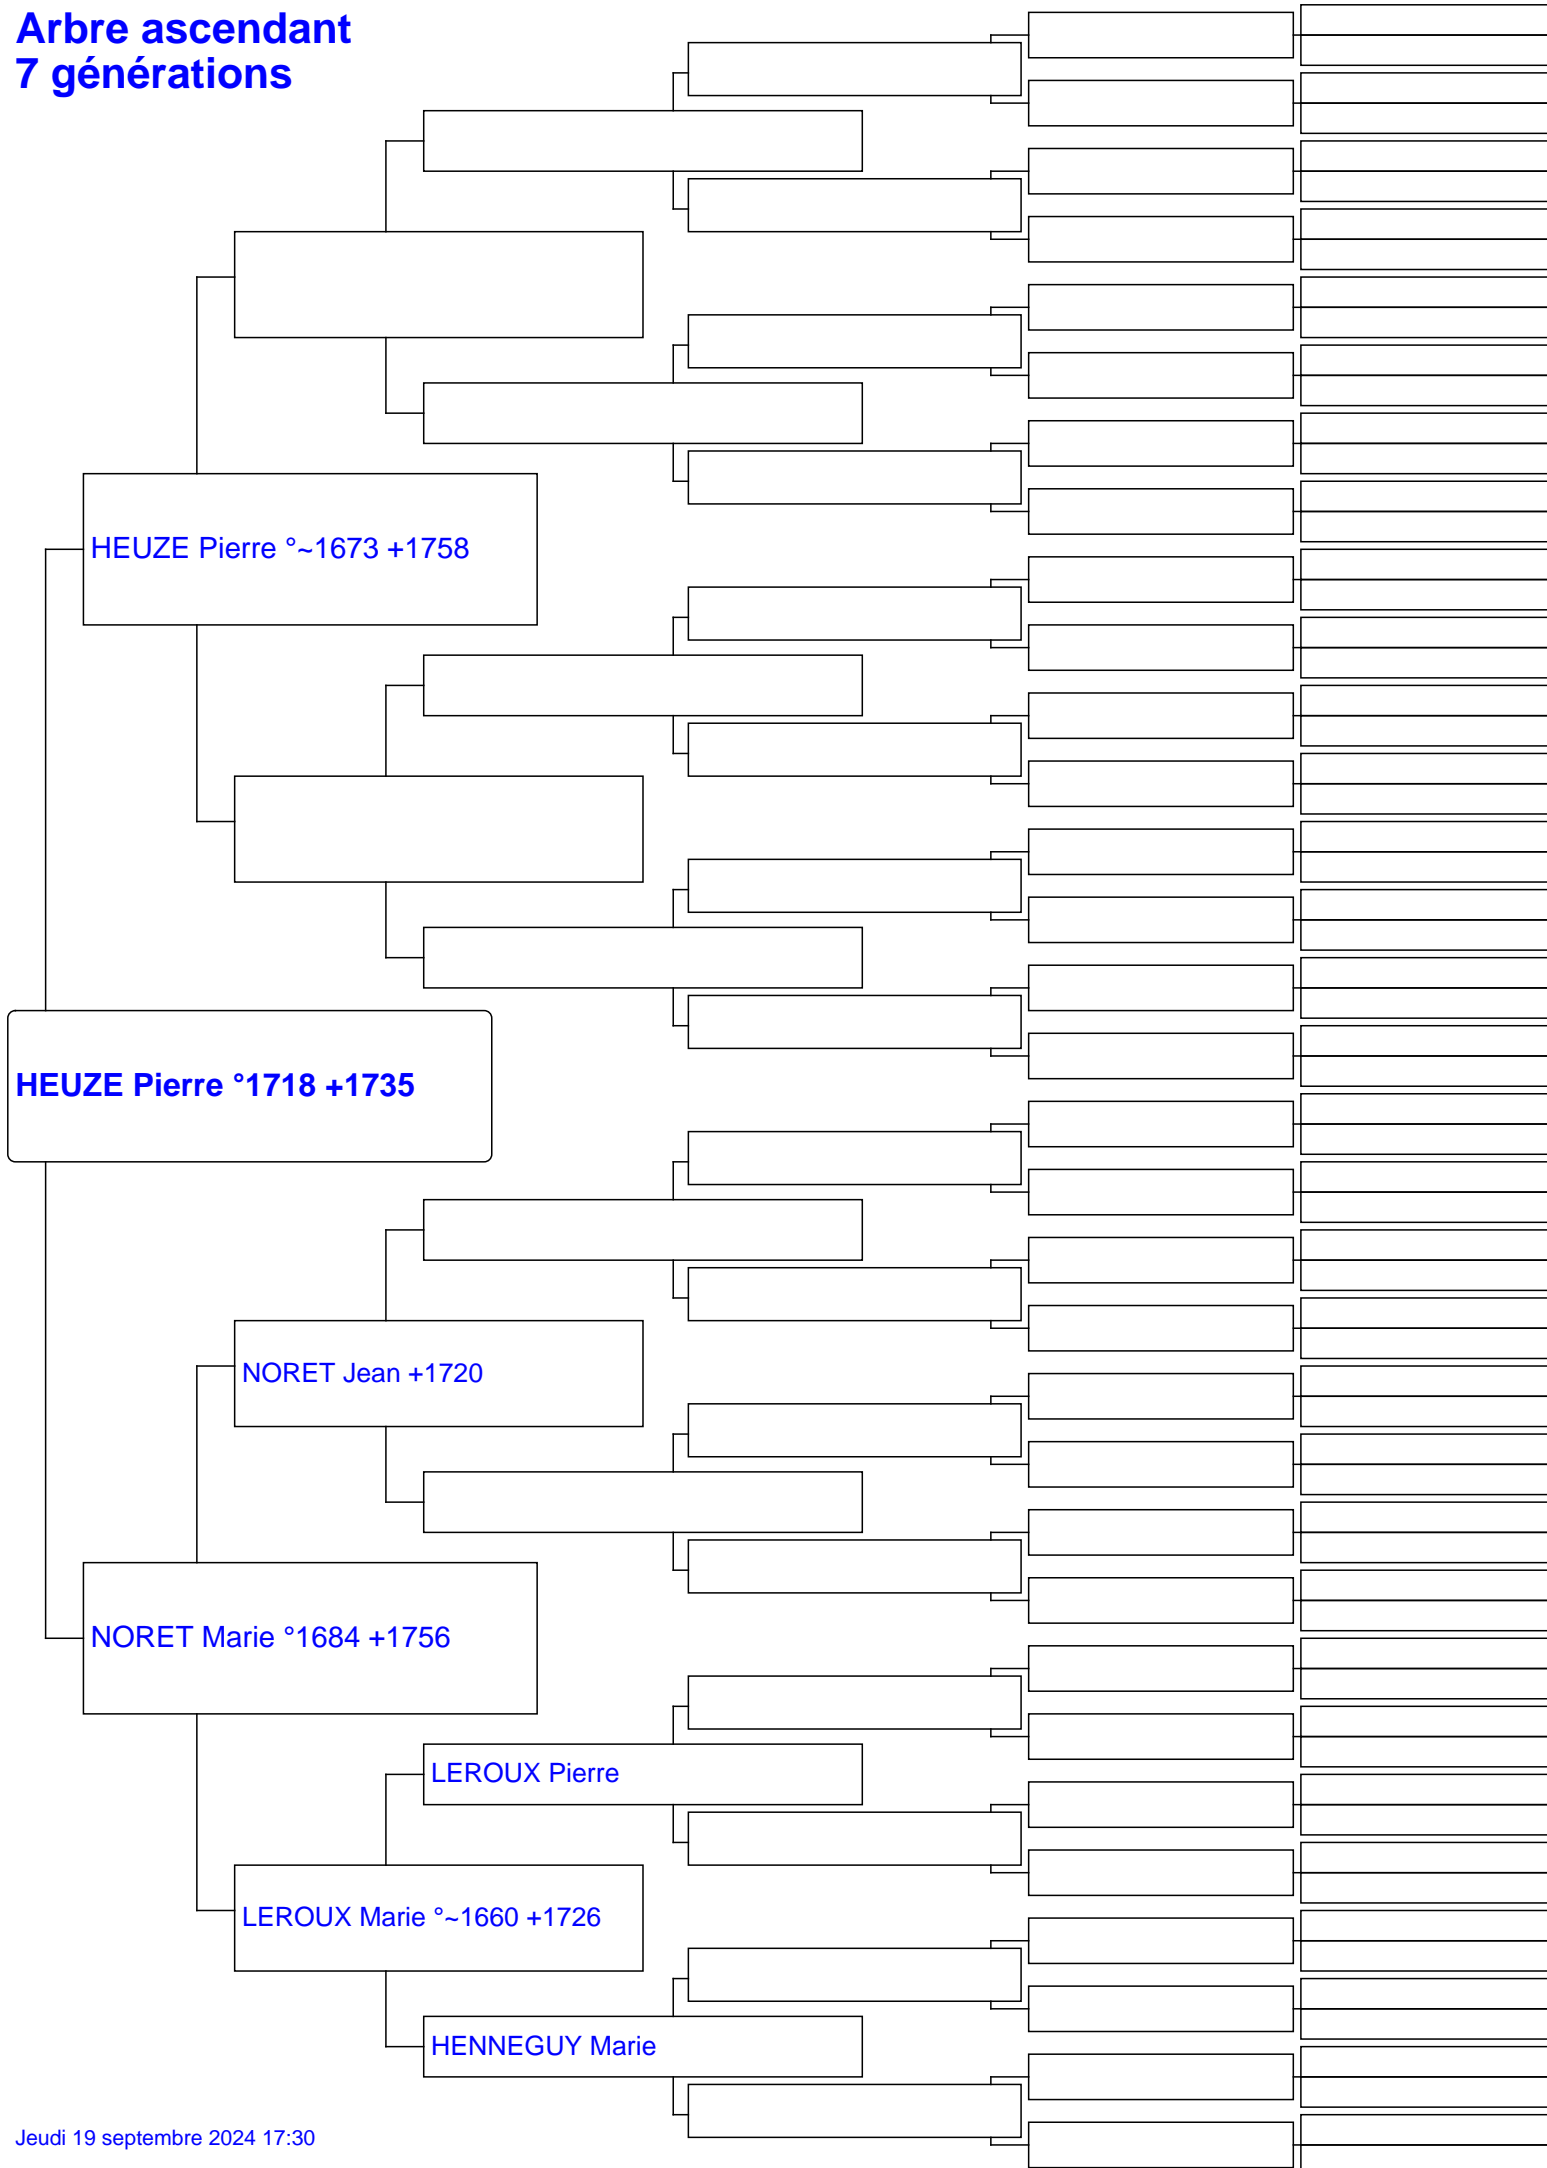 Arbre ascendant
7 générations
HEUZE Pierre °~1673 +1758
HEUZE Pierre °1718 +1735
NORET Jean +1720
NORET Marie °1684 +1756
LEROUX Pierre
LEROUX Marie °~1660 +1726
HENNEGUY Marie
Jeudi 19 septembre 2024 17:30